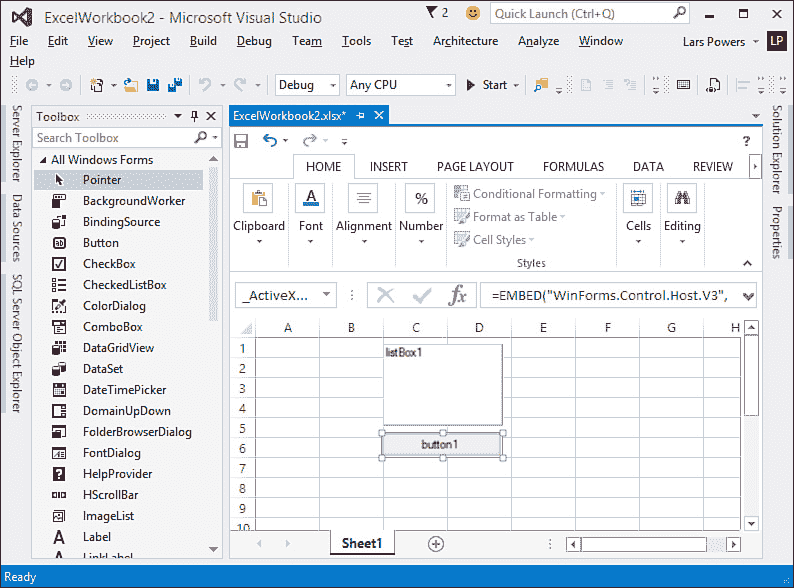 ExcelWorkbook2 - Microsoft Visual Studio
2
Quick Launch (Ctrl+Q)
File Edit View Project Build Debug Team Tools Test Architecture Analyze Window
Lars Powers LP
Help
Debug Any CPU Start
Server Explorer
Data Sources
SQL Server Object Explorer
Toolbox
Search Toolbox
All Windows Forms
Pointer
BackgroundWorker
BindingSource
Button
CheckBox
CheckedListBox
ColorDialog
ComboBox
DataGridView
DataSet
DateTimePicker
DomainUpDown
FolderBrowserDialog
FontDialog
HelpProvider
HScrollBar
ImageList
Label
LinkLabel
ExcelWorkbook2.xlsx*
?
HOME INSERT PAGE LAYOUT FORMULAS DATA REVIEW
Clipboard
Font
Alignment
Number
Conditional Formatting
Format as Table
Cell Styles
Styles
Cells
Editing
_ActiveX... fx =EMBED("WinForms.Control.Host.V3",
A B C D E F G H
1
2
3
4
5
6
7
8
9
10
listBox1
button1
Sheet1
Solution Explorer
Properties
Ready